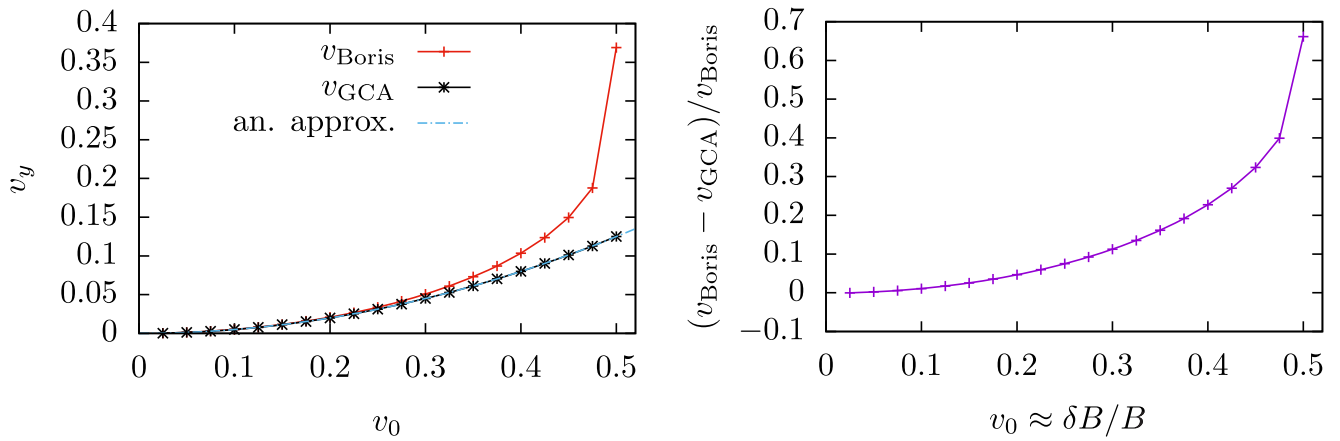 0.4
0.35
0.3
0.25
0.2
0.15
0.1
0.05
0
v_y
v_Boris
v_GCA
an. approx.
0 0.1 0.2 0.3 0.4 0.5
v_0
0.7
0.6
0.5
0.4
0.3
0.2
0.1
0
−0.1
(v_Boris − v_GCA)/v_Boris
0 0.1 0.2 0.3 0.4 0.5
v_0 ≈ δB/B